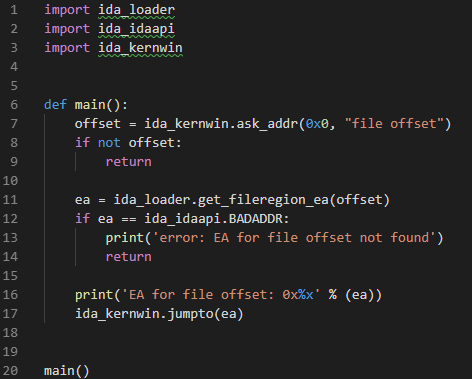 1 import ida_loader
2 import ida_idaapi
3 import ida_kernwin
4
5
6 def main():
7     offset = ida_kernwin.ask_addr(0x0, "file offset")
8     if not offset:
9         return
10
11     ea = ida_loader.get_fileregion_ea(offset)
12     if ea == ida_idaapi.BADADDR:
13         print('error: EA for file offset not found')
14         return
15
16     print('EA for file offset: 0x%x' % (ea))
17     ida_kernwin.jumpto(ea)
18
19
20 main()